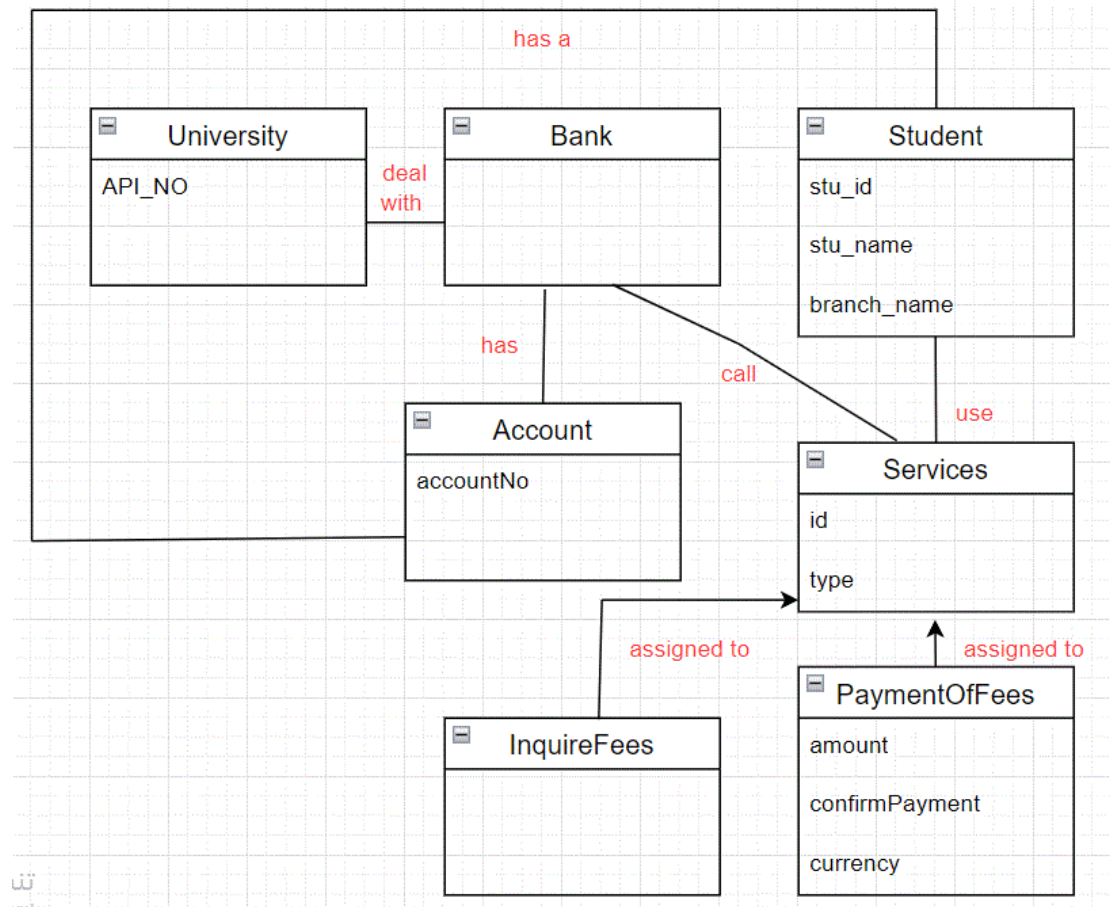 has a
University
API_NO
deal
with
Bank
Student
stu_id
stu_name
branch_name
has
call
use
Account
accountNo
Services
id
type
assigned to
assigned to
InquireFees
PaymentOfFees
amount
confirmPayment
currency